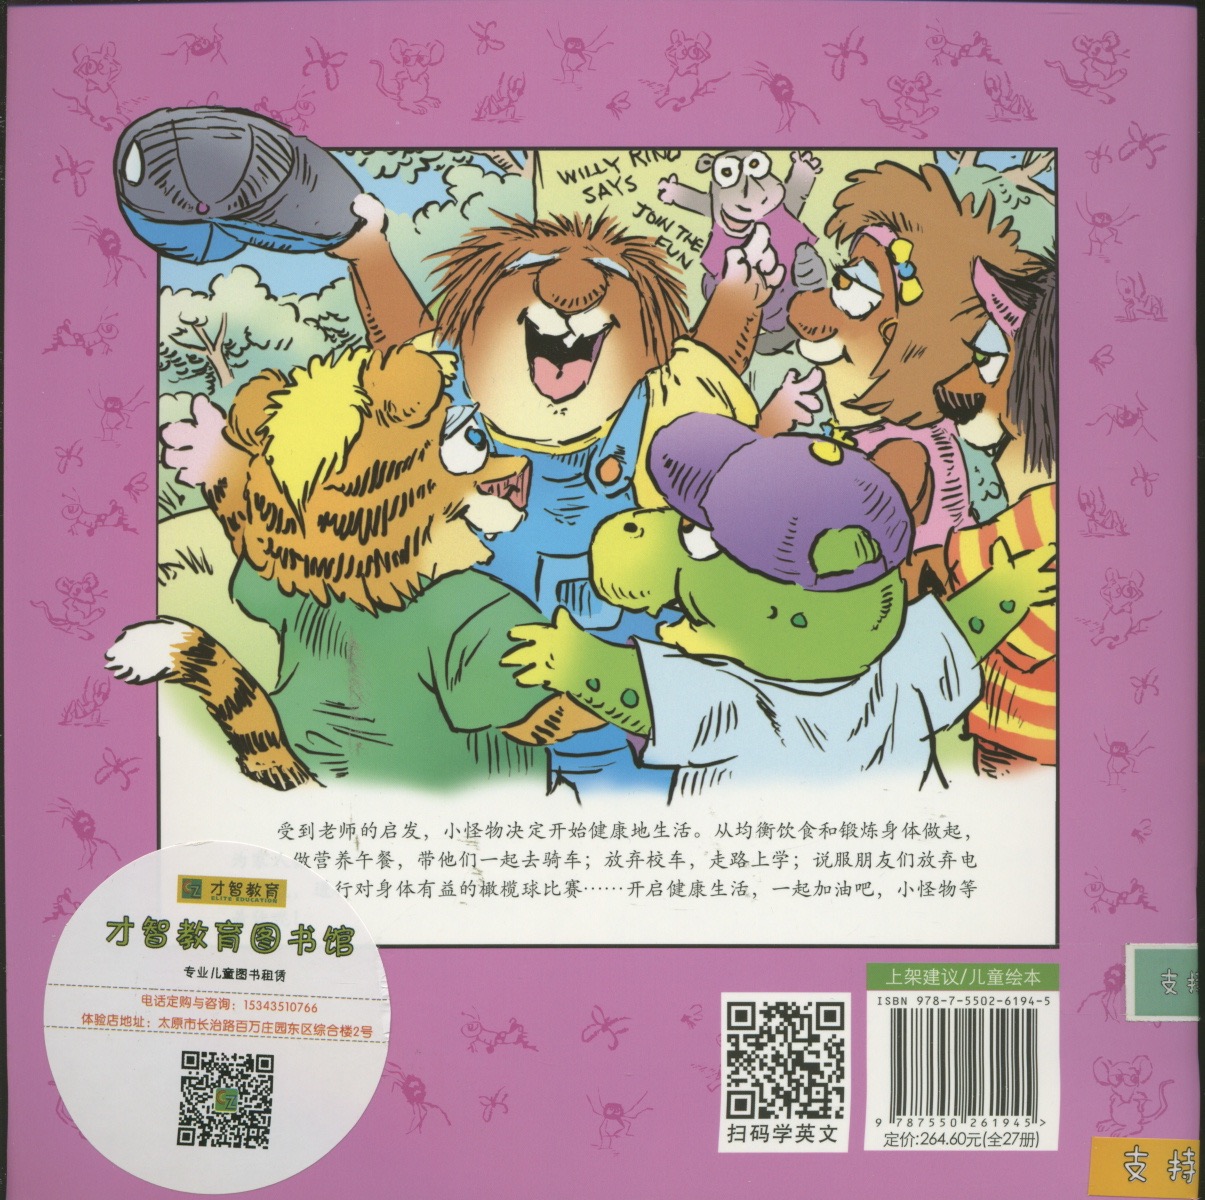 WILLY RINO
SAYS
JOIN THE
FUN
受到老师的启发，小怪物决定开始健康地生活。从均衡饮食和锻炼身体做起，
做营养午餐，带他们一起去骑车；放弃校车，走路上学；说服朋友们放弃电
行对身体有益的橄榄球比赛……开启健康生活，一起加油吧，小怪物等
才智教育
ELITE EDUCATION
才智教育图书馆
专业儿童图书租赁
电话定购与咨询：15343510766
体验店地址：太原市长治路百万庄园东区综合楼2号
扫码学英文
上架建议/儿童绘本
ISBN 978-7-5502-6194-5
9 787550 261945 >
定价:264.60元(全27册)
支持
支持